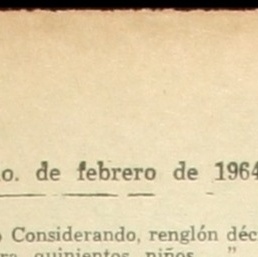 o. de febrero de 1964
Considerando, renglón déc
quinientos niños. "